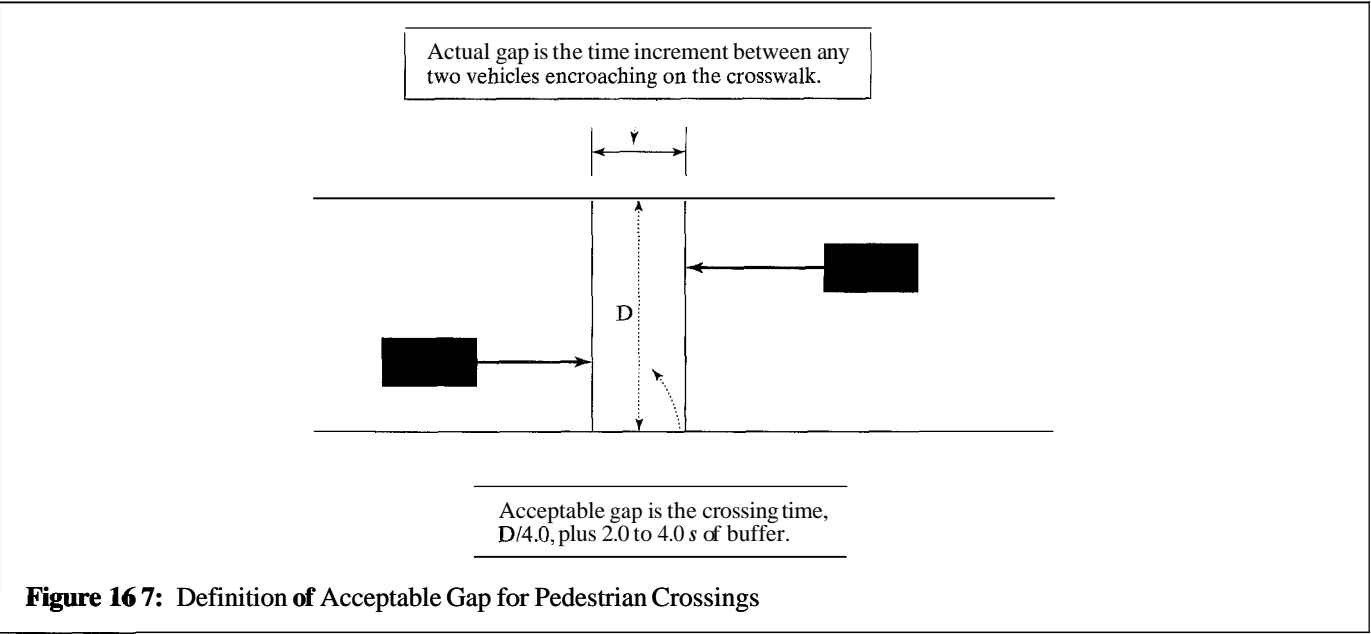 Actual gap is the time increment between any
two vehicles encroaching on the crosswalk.
D
Acceptable gap is the crossing time,
D/4.0, plus 2.0 to 4.0 s of buffer.
Figure 16 7: Definition of Acceptable Gap for Pedestrian Crossings